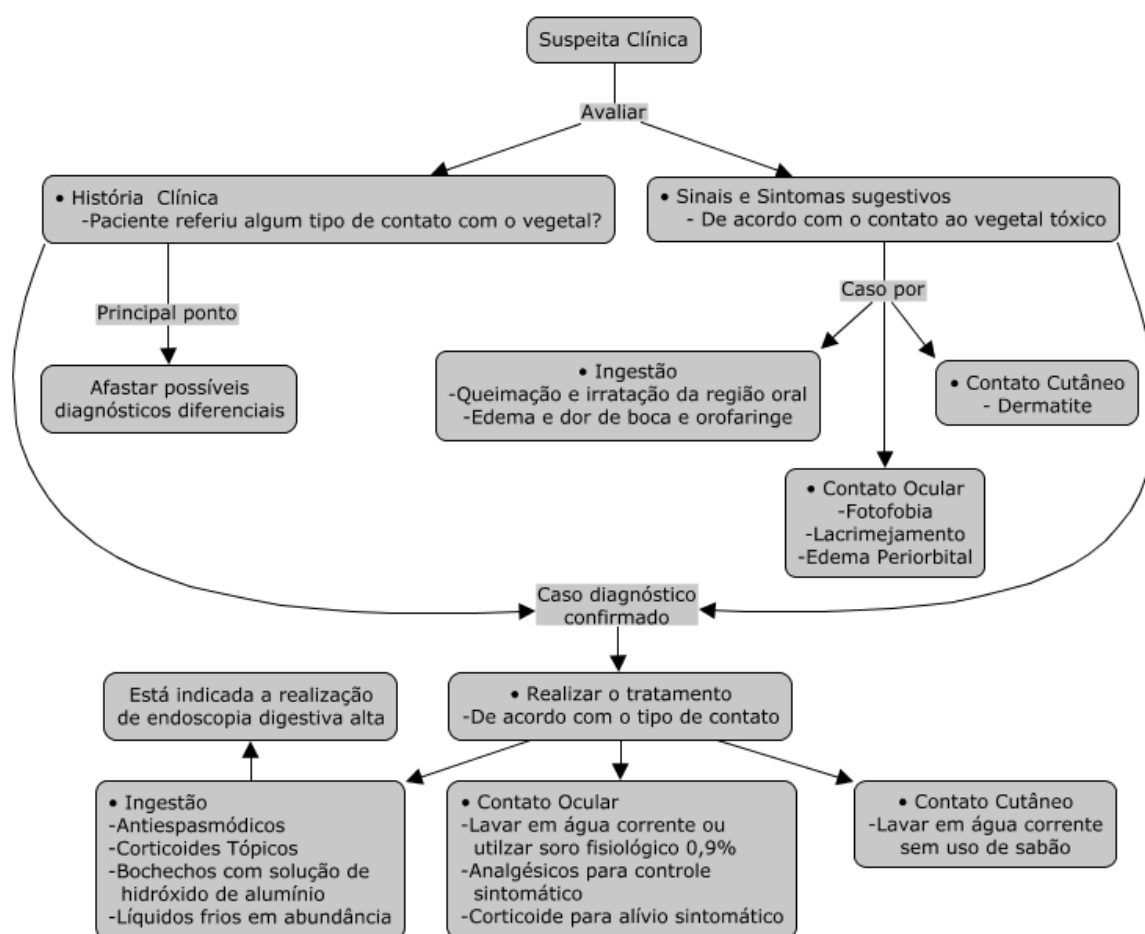 Suspeita Clínica
Avaliar
• História  Clínica
-Paciente referiu algum tipo de contato com o vegetal?
• Sinais e Sintomas sugestivos
- De acordo com o contato ao vegetal tóxico
Principal ponto
Caso por
Afastar possíveis
diagnósticos diferenciais
• Ingestão
-Queimação e irratação da região oral
-Edema e dor de boca e orofaringe
• Contato Cutâneo
- Dermatite
• Contato Ocular
-Fotofobia
-Lacrimejamento
-Edema Periorbital
Caso diagnóstico
confirmado
Está indicada a realização
de endoscopia digestiva alta
• Realizar o tratamento
-De acordo com o tipo de contato
• Ingestão
-Antiespasmódicos
-Corticoides Tópicos
-Bochechos com solução de
hidróxido de alumínio
-Líquidos frios em abundância
• Contato Ocular
-Lavar em água corrente ou
utilzar soro fisiológico 0,9%
-Analgésicos para controle
sintomático
-Corticoide para alívio sintomático
• Contato Cutâneo
-Lavar em água corrente
sem uso de sabão